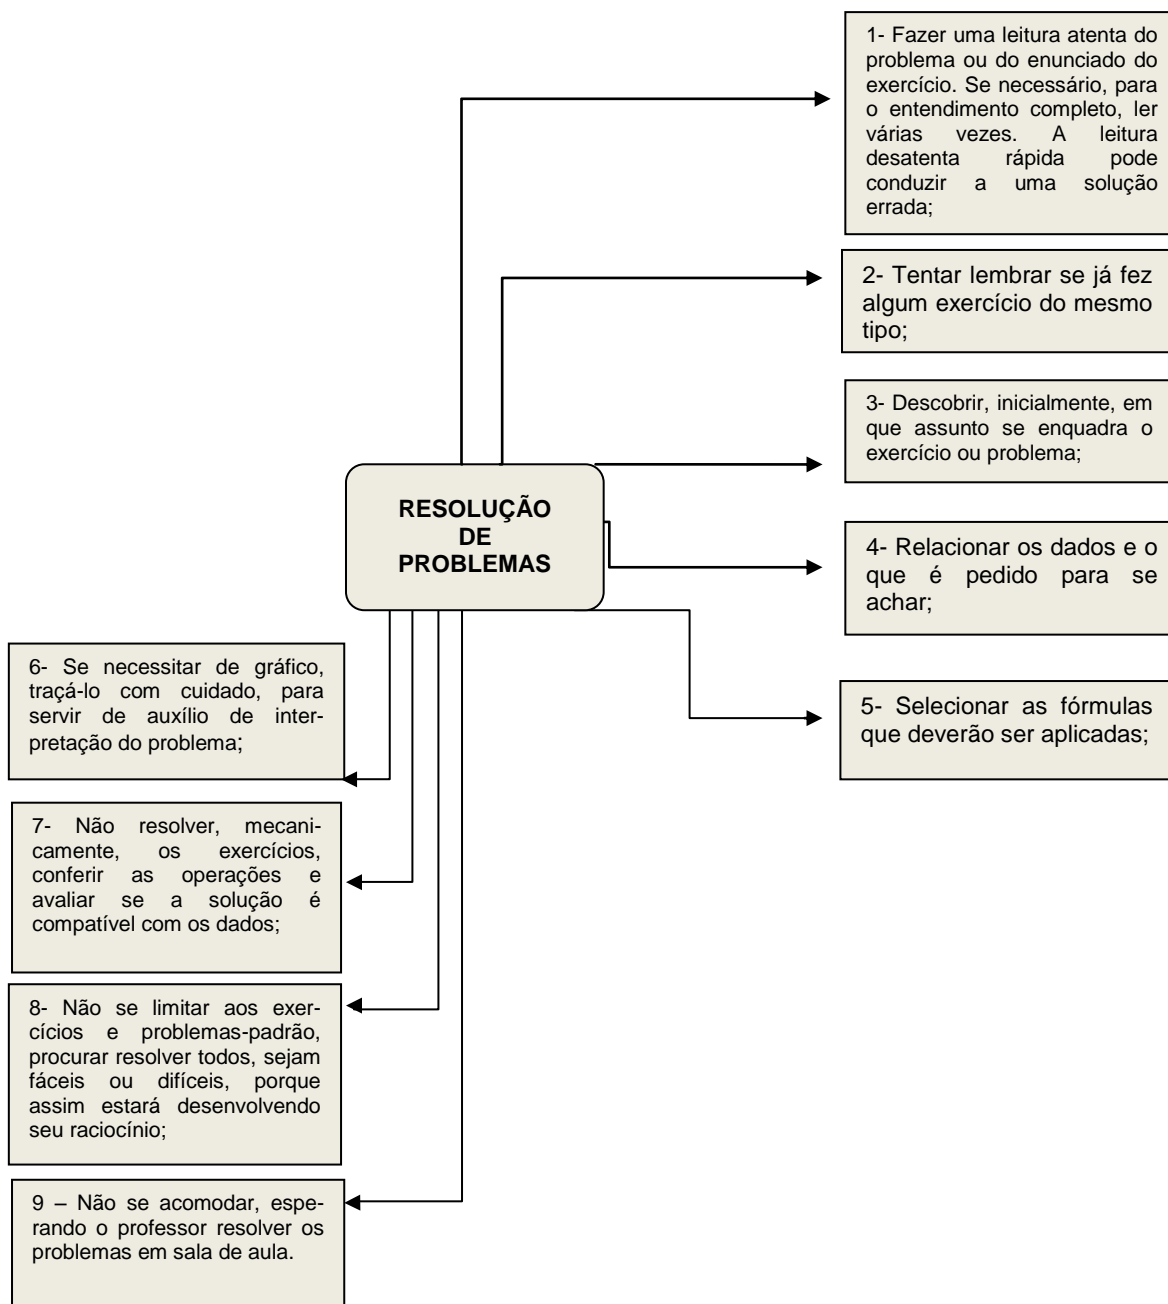 1- Fazer uma leitura atenta do
problema ou do enunciado do
exercício. Se necessário, para
o entendimento completo, ler
várias vezes. A leitura
desatenta rápida pode
conduzir a uma solução
errada;
2- Tentar lembrar se já fez
algum exercício do mesmo
tipo;
3- Descobrir, inicialmente, em
que assunto se enquadra o
exercício ou problema;
RESOLUÇÃO
DE
PROBLEMAS
4- Relacionar os dados e o
que é pedido para se
achar;
5- Selecionar as fórmulas
que deverão ser aplicadas;
6- Se necessitar de gráfico,
traçá-lo com cuidado, para
servir de auxílio de inter-
pretação do problema;
7- Não resolver, mecani-
camente, os exercícios,
conferir as operações e
avaliar se a solução é
compatível com os dados;
8- Não se limitar aos exer-
cícios e problemas-padrão,
procurar resolver todos, sejam
fáceis ou difíceis, porque
assim estará desenvolvendo
seu raciocínio;
9 – Não se acomodar, espe-
rando o professor resolver os
problemas em sala de aula.